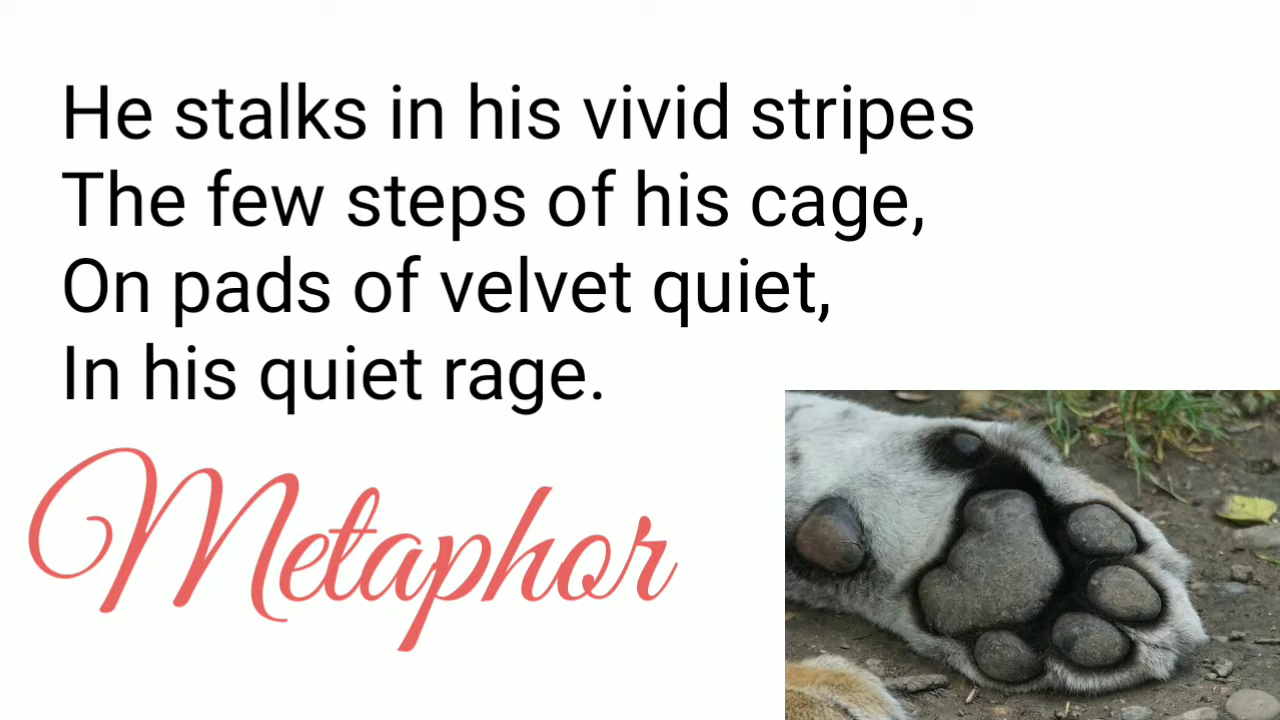 He stalks in his vivid stripes
The few steps of his cage,
On pads of velvet quiet,
In his quiet rage.
Metaphor